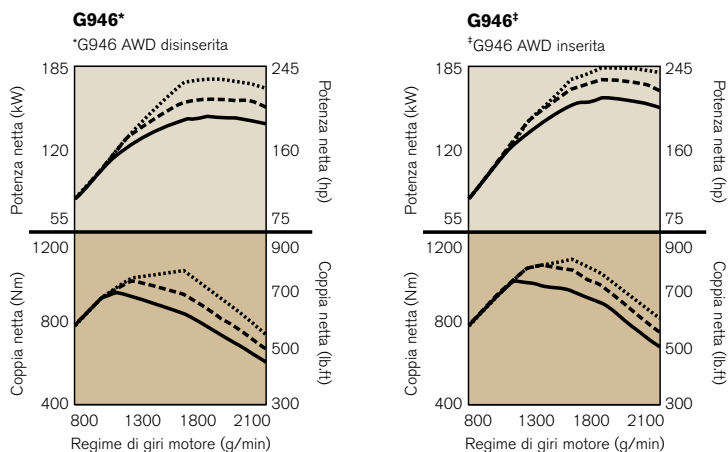 G946*
*G946 AWD disinserita
185
120
55
Potenza netta (kW)
245
160
75
Potenza netta (hp)
1200
800
400
Coppia netta (Nm)
900
700
500
300
Coppia netta (lb.ft)
800 1300 1800 2100
Regime di giri motore (g/min)
G946‡
‡G946 AWD inserita
185
120
55
Potenza netta (kW)
245
160
75
Potenza netta (hp)
1200
800
400
Coppia netta (Nm)
900
700
500
300
Coppia netta (lb.ft)
800 1300 1800 2100
Regime di giri motore (g/min)